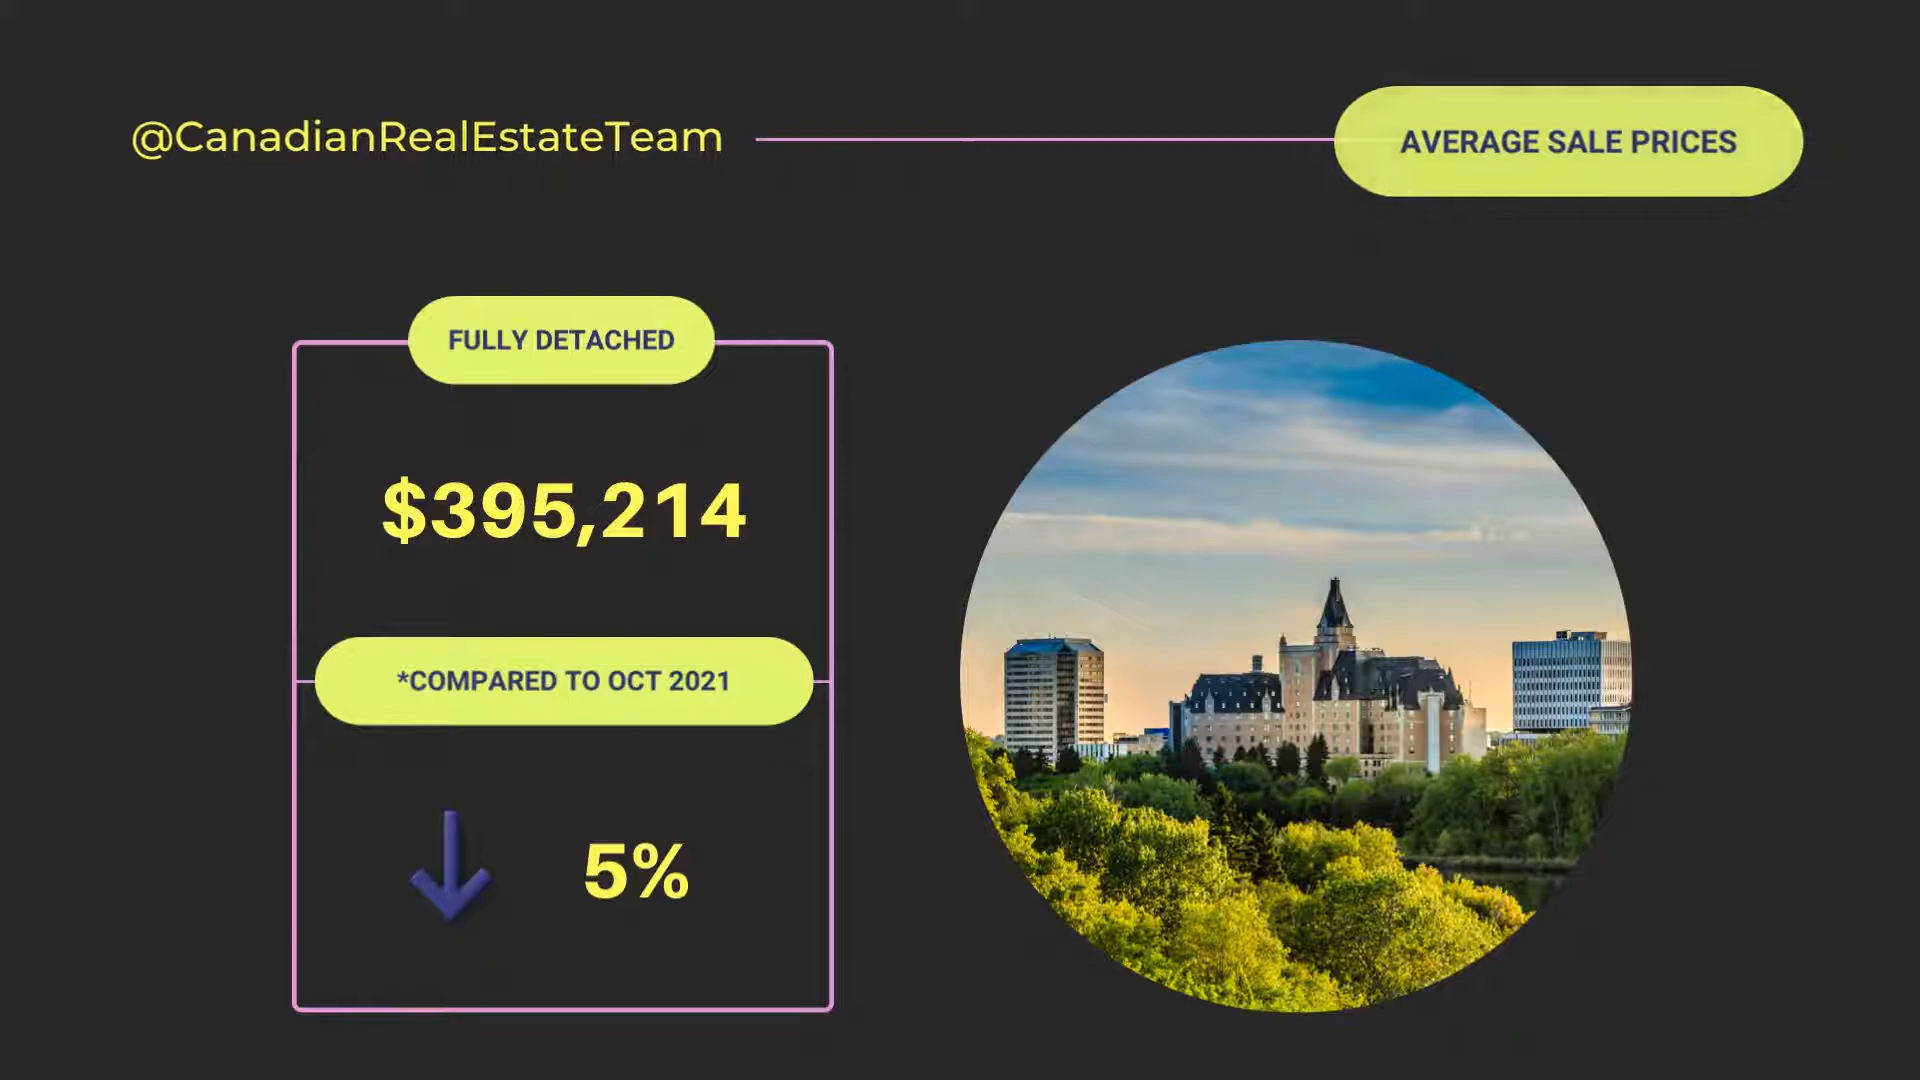 @CanadianRealEstateTeam
AVERAGE SALE PRICES
FULLY DETACHED
$395,214
*COMPARED TO OCT 2021
5%